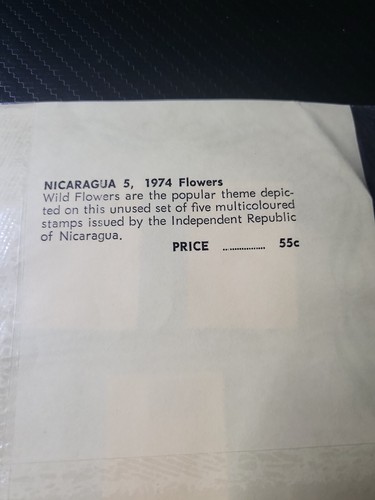 NICARAGUA 5, 1974 Flowers
Wild Flowers are the popular theme depic-
ted on this unused set of five multicoloured
stamps issued by the Independent Republic
of Nicaragua.
PRICE ............... 55c